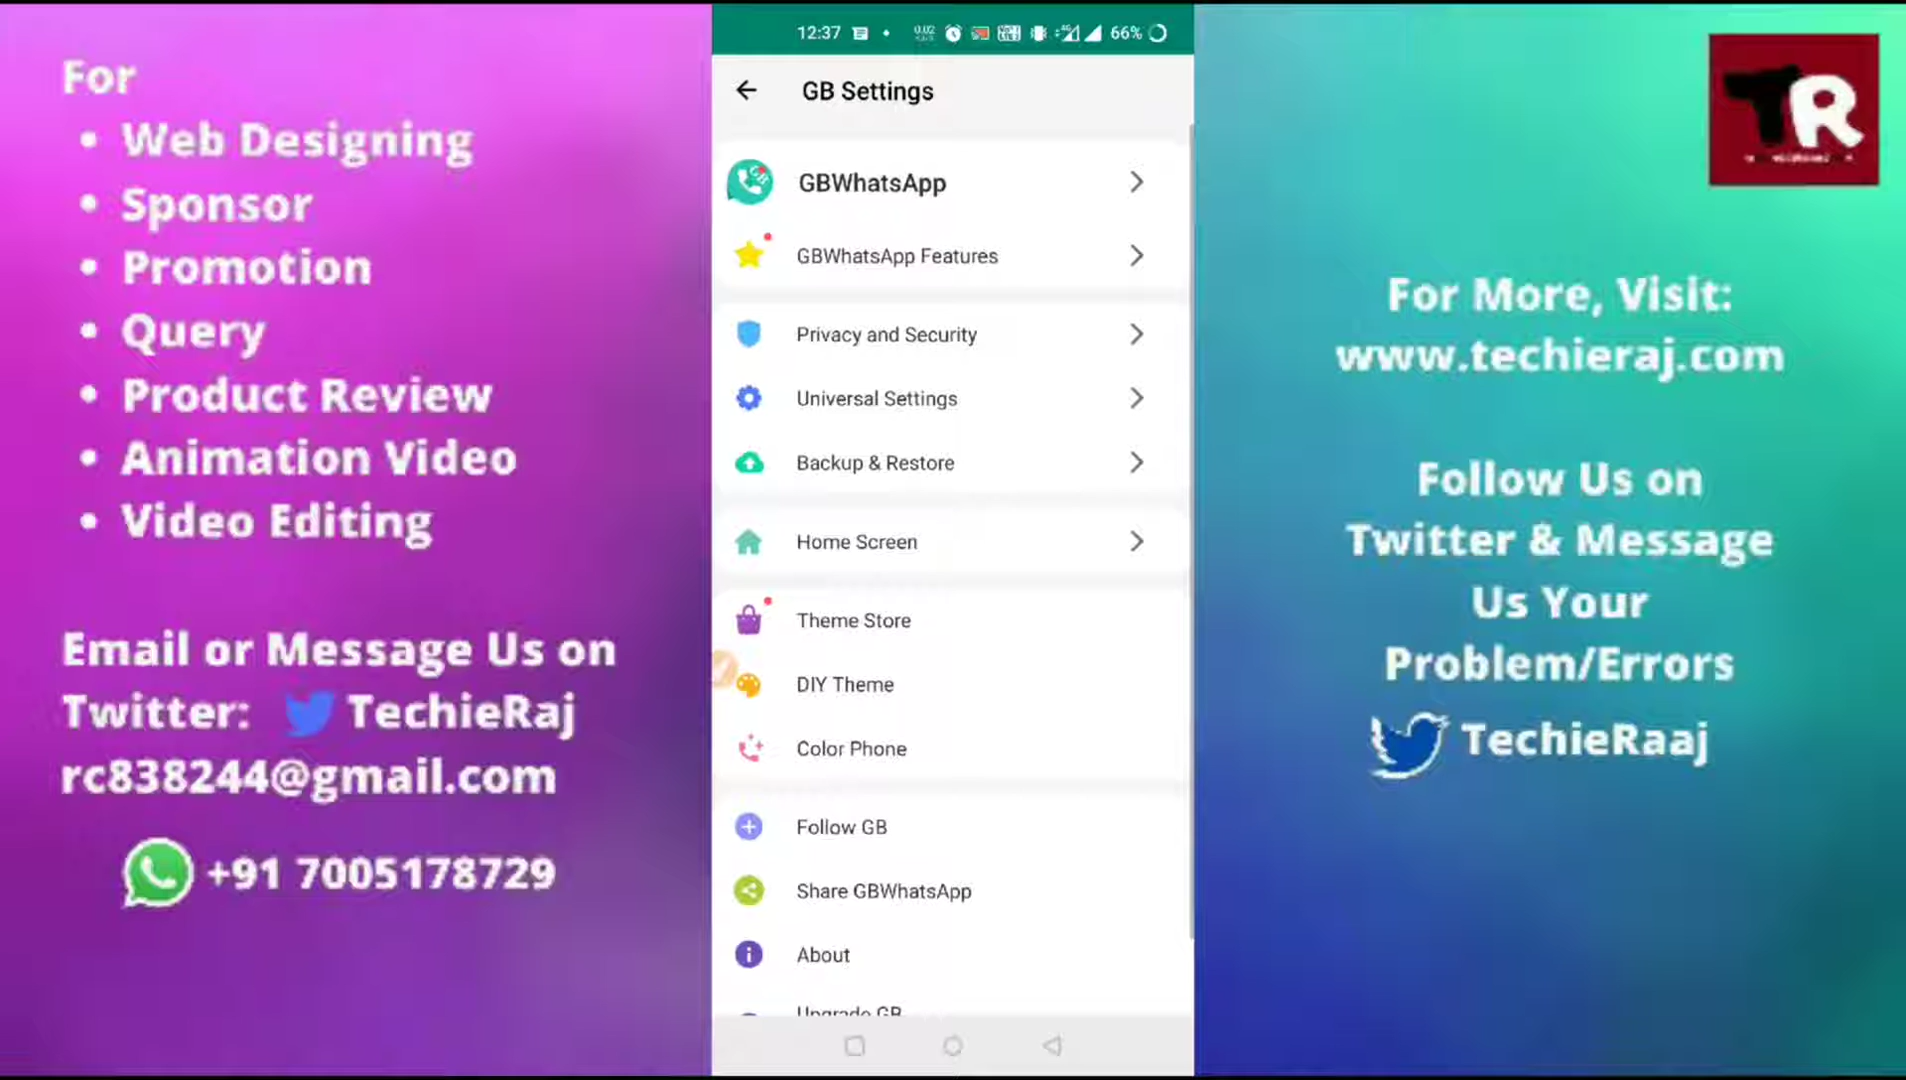 For
• Web Designing
• Sponsor
• Promotion
• Query
• Product Review
• Animation Video
• Video Editing
Email or Message Us on
Twitter: TechieRaj
rc838244@gmail.com
+91 7005178729
12:37
66%
GB Settings
GBWhatsApp
GBWhatsApp Features
Privacy and Security
Universal Settings
Backup & Restore
Home Screen
Theme Store
DIY Theme
Color Phone
Follow GB
Share GBWhatsApp
About
Upgrade GB
TR
For More, Visit:
www.techieraj.com
Follow Us on
Twitter & Message
Us Your
Problem/Errors
TechieRaaj